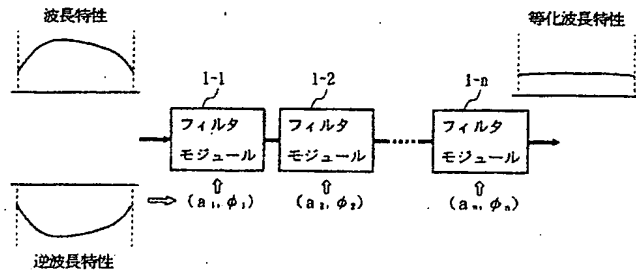 波長特性
等化波長特性
1-1
1-2
1-n
フィルタ
モジュール
フィルタ
モジュール
フィルタ
モジュール
(a₁, φ₁)
(a₂, φ₂)
(aₙ, φₙ)
逆波長特性